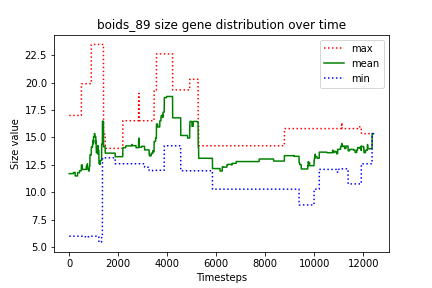 boids_89 size gene distribution over time
max
mean
min
22.5
20.0
17.5
15.0
12.5
10.0
7.5
5.0
Size value
0 2000 4000 6000 8000 10000 12000
Timesteps